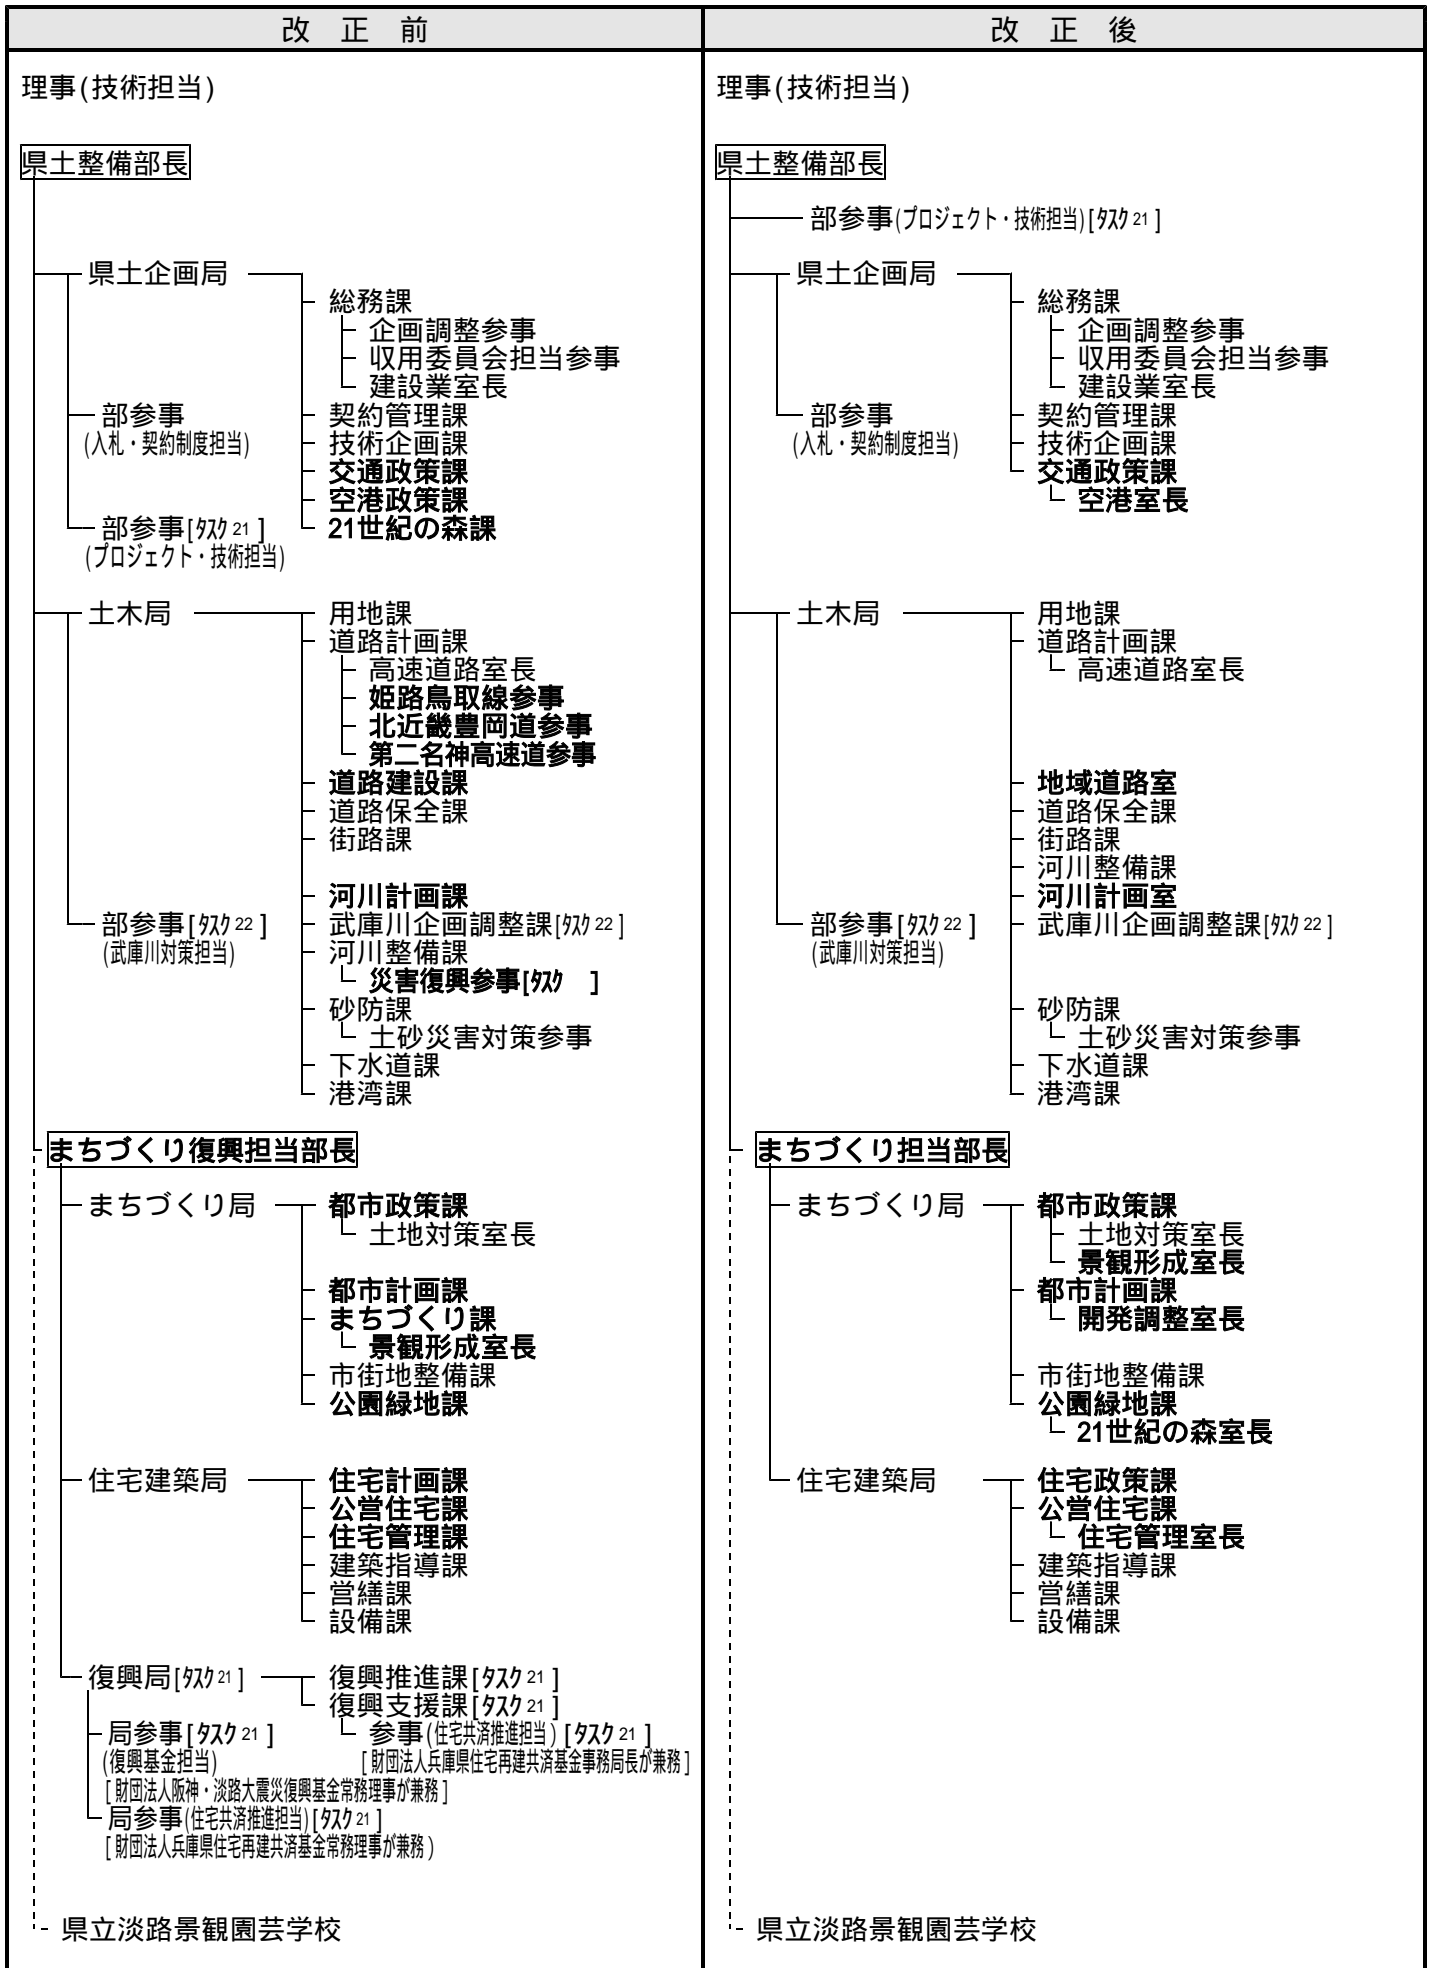 改　正　前
理事(技術担当)
県土整備部長
県土企画局
総務課
企画調整参事
収用委員会担当参事
建設業室長
部参事
(入札・契約制度担当)
契約管理課
技術企画課
交通政策課
空港政策課
部参事[ﾀｽｸ21]
(プロジェクト・技術担当)
21世紀の森課
土木局
用地課
道路計画課
高速道路室長
姫路鳥取線参事
北近畿豊岡道参事
第二名神高速道参事
道路建設課
道路保全課
街路課
河川計画課
部参事[ﾀｽｸ22]
(武庫川対策担当)
武庫川企画調整課[ﾀｽｸ22]
河川整備課
災害復興参事[ﾀｽｸ　]
砂防課
土砂災害対策参事
下水道課
港湾課
まちづくり復興担当部長
まちづくり局
都市政策課
土地対策室長
都市計画課
まちづくり課
景観形成室長
市街地整備課
公園緑地課
住宅建築局
住宅計画課
公営住宅課
住宅管理課
建築指導課
営繕課
設備課
復興局[ﾀｽｸ21]
復興推進課[ﾀｽｸ21]
復興支援課[ﾀｽｸ21]
参事(住宅共済推進担当)[ﾀｽｸ21]
[財団法人兵庫県住宅再建共済基金事務局長が兼務]
局参事[ﾀｽｸ21]
(復興基金担当)
[財団法人阪神・淡路大震災復興基金常務理事が兼務]
局参事(住宅共済推進担当)[ﾀｽｸ21]
[財団法人兵庫県住宅再建共済基金常務理事が兼務)
県立淡路景観園芸学校
改　正　後
理事(技術担当)
県土整備部長
部参事(プロジェクト・技術担当)[ﾀｽｸ21]
県土企画局
総務課
企画調整参事
収用委員会担当参事
建設業室長
部参事
(入札・契約制度担当)
契約管理課
技術企画課
交通政策課
空港室長
土木局
用地課
道路計画課
高速道路室長
地域道路室
道路保全課
街路課
河川整備課
河川計画室
部参事[ﾀｽｸ22]
(武庫川対策担当)
武庫川企画調整課[ﾀｽｸ22]
砂防課
土砂災害対策参事
下水道課
港湾課
まちづくり担当部長
まちづくり局
都市政策課
土地対策室長
景観形成室長
都市計画課
開発調整室長
市街地整備課
公園緑地課
21世紀の森室長
住宅建築局
住宅政策課
公営住宅課
住宅管理室長
建築指導課
営繕課
設備課
県立淡路景観園芸学校